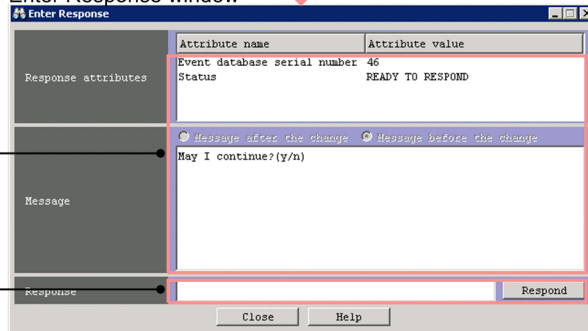 Enter Response window
Enter Response
Attribute name Attribute value
Response attributes
Event database serial number 46
Status READY TO RESPOND
Message after the change Message before the change
May I continue?(y/n)
Message
Response Respond
Close Help